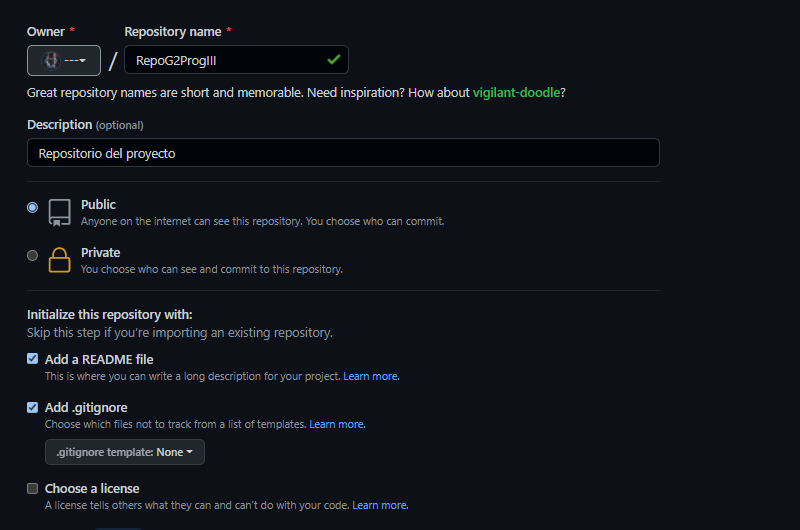 Owner * Repository name *
---
/ RepoG2ProgIII
Great repository names are short and memorable. Need inspiration? How about vigilant-doodle?
Description (optional)
Repositorio del proyecto
Public
Anyone on the internet can see this repository. You choose who can commit.
Private
You choose who can see and commit to this repository.
Initialize this repository with:
Skip this step if you're importing an existing repository.
Add a README file
This is where you can write a long description for your project. Learn more.
Add .gitignore
Choose which files not to track from a list of templates. Learn more.
.gitignore template: None
Choose a license
A license tells others what they can and can't do with your code. Learn more.